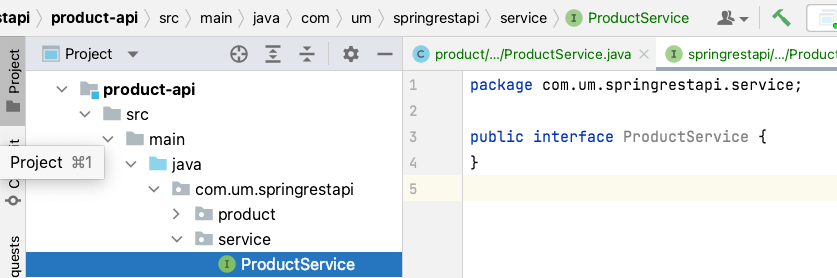 stapi product-api src main java com um springrestapi service ProductService
Project
product/.../ProductService.java springrestapi/.../Produc
Project
product-api
src
main
java
com.um.springrestapi
product
service
ProductService
Project ⌘1
quests
1 package com.um.springrestapi.service;
2
3 public interface ProductService {
4 }
5